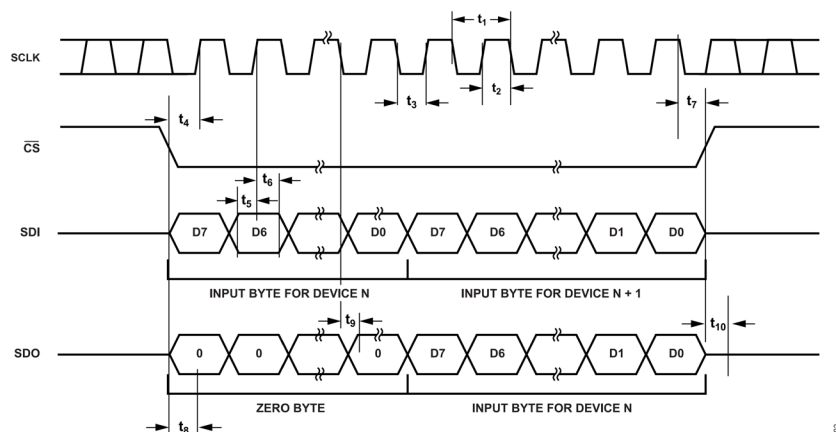 t1
SCLK
t3
t2
t7
t4
CS
t6
t5
SDI
D7
D6
D0
D7
D6
D1
D0
INPUT BYTE FOR DEVICE N
INPUT BYTE FOR DEVICE N + 1
t9
t10
SDO
0
0
0
D7
D6
D1
D0
ZERO BYTE
INPUT BYTE FOR DEVICE N
t8